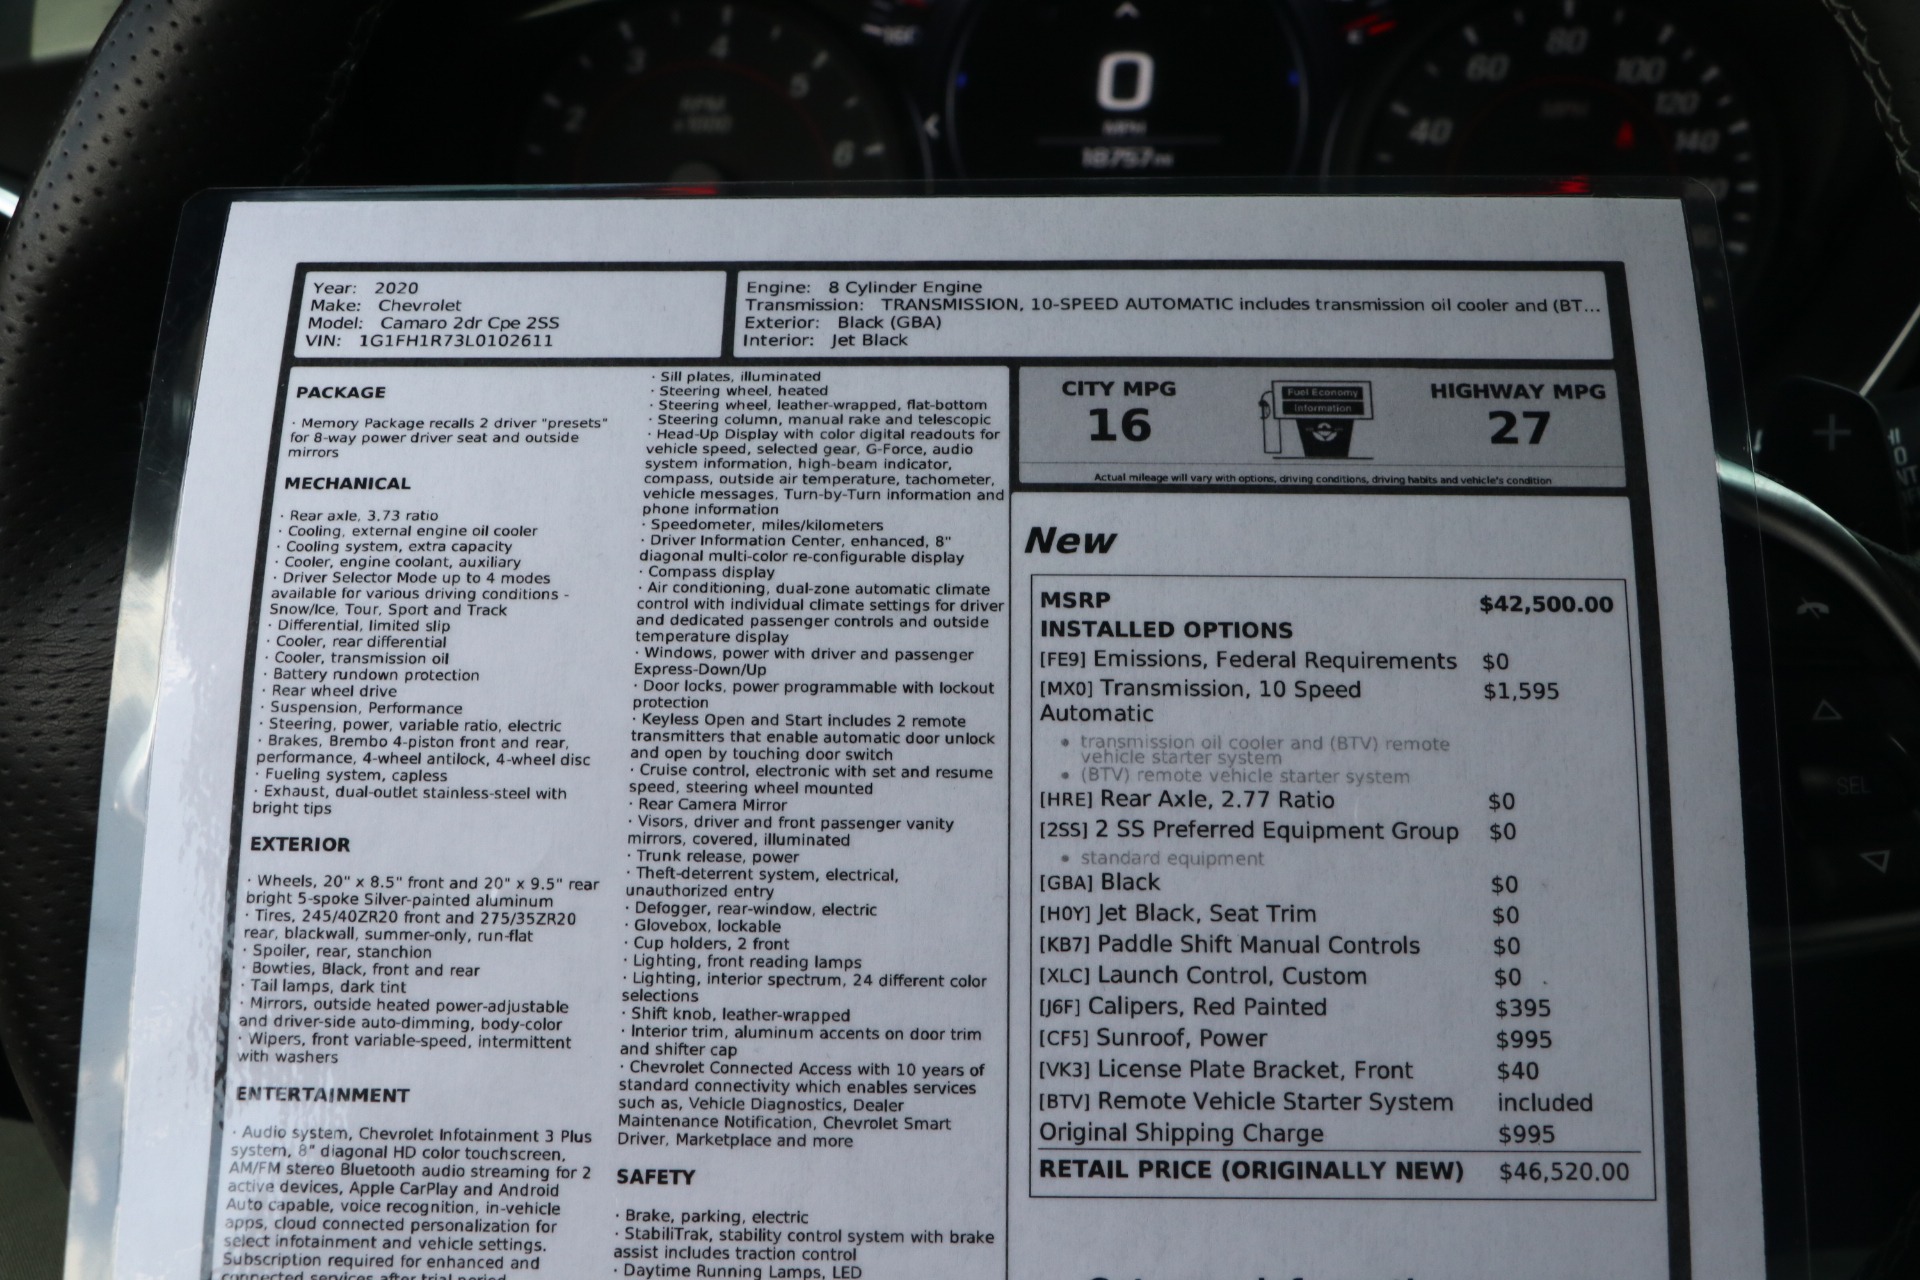 3
4
5
2
6
RPM
x1000
0
MPH
18757 mi
60
80
100
120
40
140
MPH
Year: 2020
Make: Chevrolet
Model: Camaro 2dr Cpe 2SS
VIN: 1G1FH1R73L0102611
Engine: 8 Cylinder Engine
Transmission: TRANSMISSION, 10-SPEED AUTOMATIC includes transmission oil cooler and (BT...
Exterior: Black (GBA)
Interior: Jet Black
PACKAGE
· Memory Package recalls 2 driver "presets"
for 8-way power driver seat and outside
mirrors
MECHANICAL
· Rear axle, 3.73 ratio
· Cooling, external engine oil cooler
· Cooling system, extra capacity
· Cooler, engine coolant, auxiliary
· Driver Selector Mode up to 4 modes
available for various driving conditions -
Snow/Ice, Tour, Sport and Track
· Differential, limited slip
· Cooler, rear differential
· Cooler, transmission oil
· Battery rundown protection
· Rear wheel drive
· Suspension, Performance
· Steering, power, variable ratio, electric
· Brakes, Brembo 4-piston front and rear,
performance, 4-wheel antilock, 4-wheel disc
· Fueling system, capless
· Exhaust, dual-outlet stainless-steel with
bright tips
EXTERIOR
· Wheels, 20" x 8.5" front and 20" x 9.5" rear
bright 5-spoke Silver-painted aluminum
· Tires, 245/40ZR20 front and 275/35ZR20
rear, blackwall, summer-only, run-flat
· Spoiler, rear, stanchion
· Bowties, Black, front and rear
· Tail lamps, dark tint
· Mirrors, outside heated power-adjustable
and driver-side auto-dimming, body-color
· Wipers, front variable-speed, intermittent
with washers
ENTERTAINMENT
· Audio system, Chevrolet Infotainment 3 Plus
system, 8" diagonal HD color touchscreen,
AM/FM stereo Bluetooth audio streaming for 2
active devices, Apple CarPlay and Android
Auto capable, voice recognition, in-vehicle
apps, cloud connected personalization for
select infotainment and vehicle settings.
Subscription required for enhanced and
connected services after trial period
· Sill plates, illuminated
· Steering wheel, heated
· Steering wheel, leather-wrapped, flat-bottom
· Steering column, manual rake and telescopic
· Head-Up Display with color digital readouts for
vehicle speed, selected gear, G-Force, audio
system information, high-beam indicator,
compass, outside air temperature, tachometer,
vehicle messages, Turn-by-Turn information and
phone information
· Speedometer, miles/kilometers
· Driver Information Center, enhanced, 8"
diagonal multi-color re-configurable display
· Compass display
· Air conditioning, dual-zone automatic climate
control with individual climate settings for driver
and dedicated passenger controls and outside
temperature display
· Windows, power with driver and passenger
Express-Down/Up
· Door locks, power programmable with lockout
protection
· Keyless Open and Start includes 2 remote
transmitters that enable automatic door unlock
and open by touching door switch
· Cruise control, electronic with set and resume
speed, steering wheel mounted
· Rear Camera Mirror
· Visors, driver and front passenger vanity
mirrors, covered, illuminated
· Trunk release, power
· Theft-deterrent system, electrical,
unauthorized entry
· Defogger, rear-window, electric
· Glovebox, lockable
· Cup holders, 2 front
· Lighting, front reading lamps
· Lighting, interior spectrum, 24 different color
selections
· Shift knob, leather-wrapped
· Interior trim, aluminum accents on door trim
and shifter cap
· Chevrolet Connected Access with 10 years of
standard connectivity which enables services
such as, Vehicle Diagnostics, Dealer
Maintenance Notification, Chevrolet Smart
Driver, Marketplace and more
SAFETY
· Brake, parking, electric
· StabiliTrak, stability control system with brake
assist includes traction control
· Daytime Running Lamps, LED
CITY MPG
16
Fuel Economy
Information
HIGHWAY MPG
27
Actual mileage will vary with options, driving conditions, driving habits and vehicle's condition
New
MSRP $42,500.00
INSTALLED OPTIONS
[FE9] Emissions, Federal Requirements $0
[MX0] Transmission, 10 Speed $1,595
Automatic
• transmission oil cooler and (BTV) remote
vehicle starter system
• (BTV) remote vehicle starter system
[HRE] Rear Axle, 2.77 Ratio $0
[2SS] 2 SS Preferred Equipment Group $0
• standard equipment
[GBA] Black $0
[H0Y] Jet Black, Seat Trim $0
[KB7] Paddle Shift Manual Controls $0
[XLC] Launch Control, Custom $0
[J6F] Calipers, Red Painted $395
[CF5] Sunroof, Power $995
[VK3] License Plate Bracket, Front $40
[BTV] Remote Vehicle Starter System included
Original Shipping Charge $995
RETAIL PRICE (ORIGINALLY NEW) $46,520.00
SEL